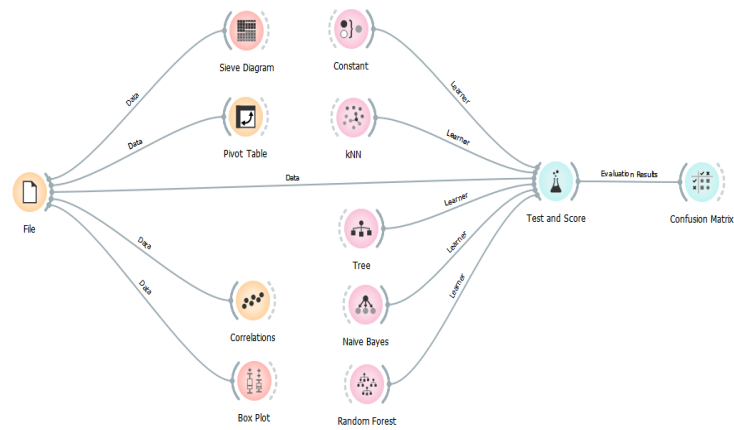 Sieve Diagram
Constant
Data
Learner
Pivot Table
kNN
Data
Learner
Data
Evaluation Results
File
Test and Score
Confusion Matrix
Learner
Tree
Data
Learner
Data
Learner
Correlations
Naive Bayes
Box Plot
Random Forest